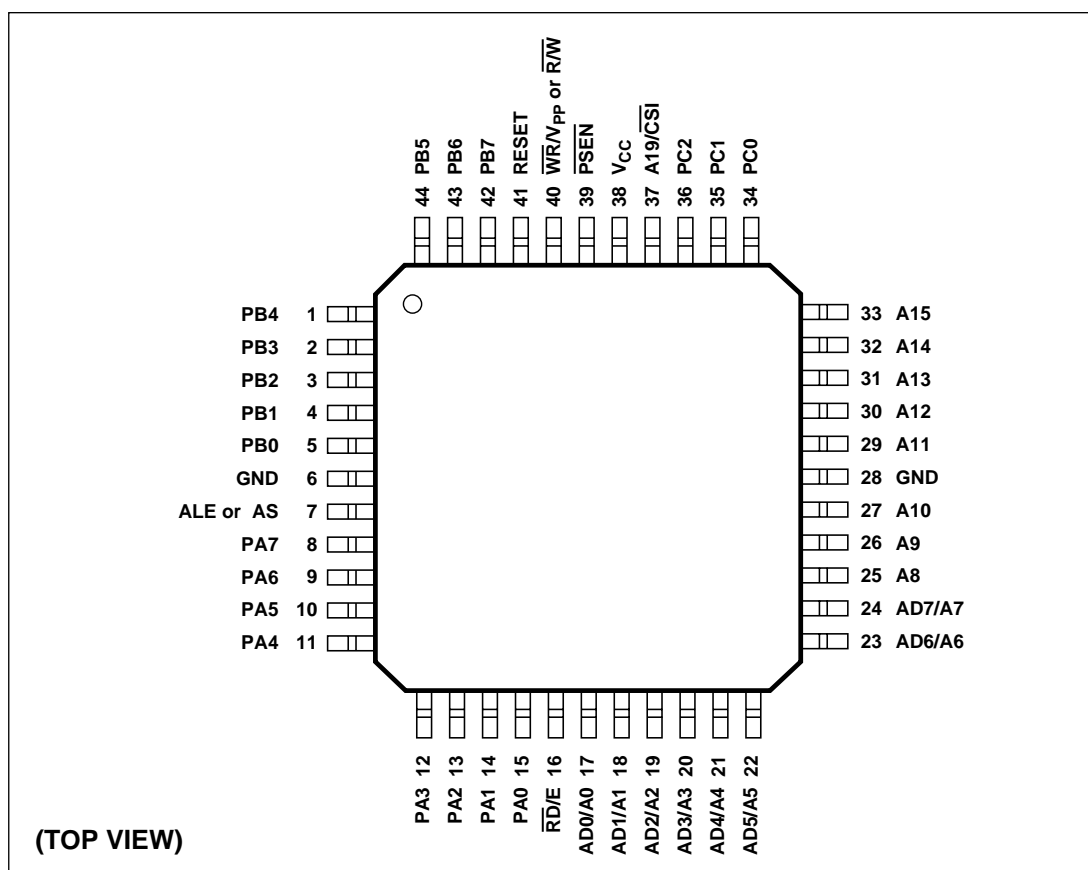 44 PB5
43 PB6
42 PB7
41 RESET
40 W̅R̅/VPP or R̅/̅W̅
39 P̅S̅E̅N̅
38 VCC
37 A19/C̅S̅I̅
36 PC2
35 PC1
34 PC0
PB4 1
PB3 2
PB2 3
PB1 4
PB0 5
GND 6
ALE or AS 7
PA7 8
PA6 9
PA5 10
PA4 11
33 A15
32 A14
31 A13
30 A12
29 A11
28 GND
27 A10
26 A9
25 A8
24 AD7/A7
23 AD6/A6
PA3 12
PA2 13
PA1 14
PA0 15
R̅D̅/E 16
AD0/A0 17
AD1/A1 18
AD2/A2 19
AD3/A3 20
AD4/A4 21
AD5/A5 22
(TOP VIEW)